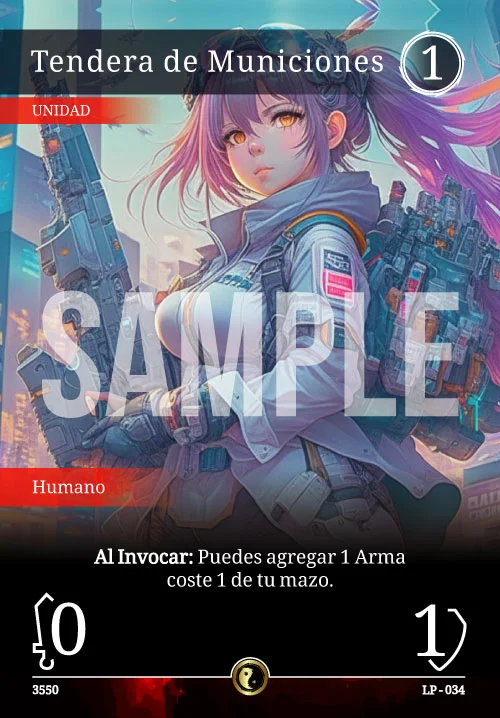 Tendera de Municiones 1
UNIDAD
SAMPLE
Humano
Al Invocar: Puedes agregar 1 Arma
coste 1 de tu mazo.
0 1
3550 LP - 034